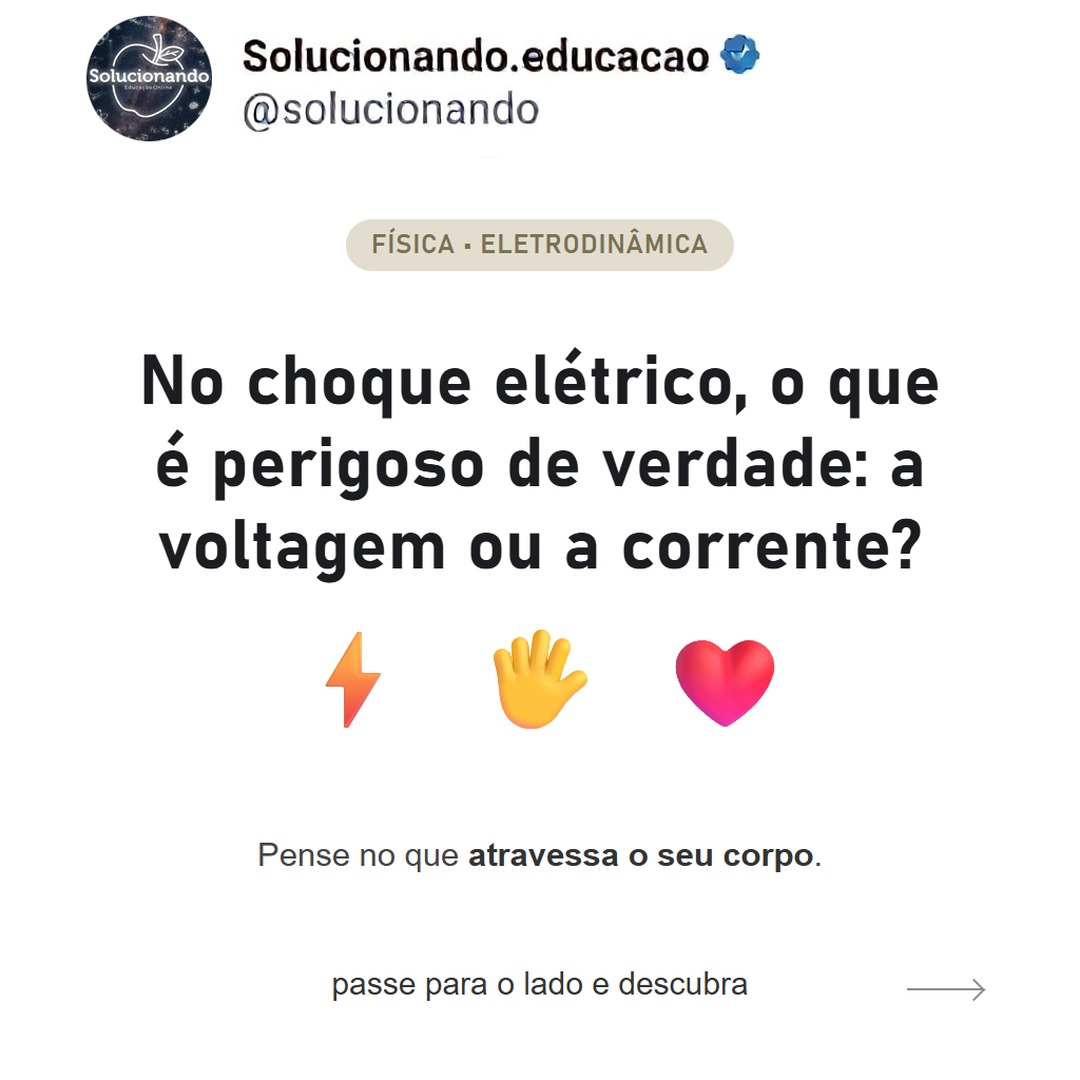 Solucionando
Educação Online
Solucionando.educacao
@solucionando
FÍSICA • ELETRODINÂMICA
No choque elétrico, o que
é perigoso de verdade: a
voltagem ou a corrente?
Pense no que atravessa o seu corpo.
passe para o lado e descubra